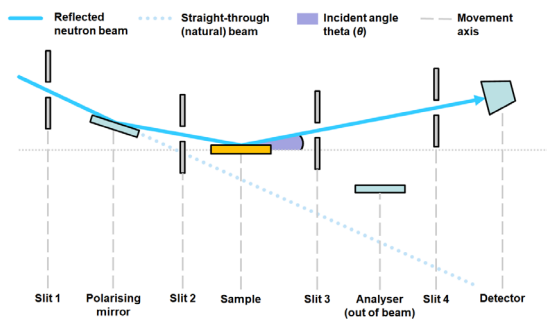 Reflected
neutron beam
Straight-through
(natural) beam
Incident angle
theta (θ)
Movement
axis
Slit 1
Polarising
mirror
Slit 2
Sample
Slit 3
Analyser
(out of beam)
Slit 4
Detector